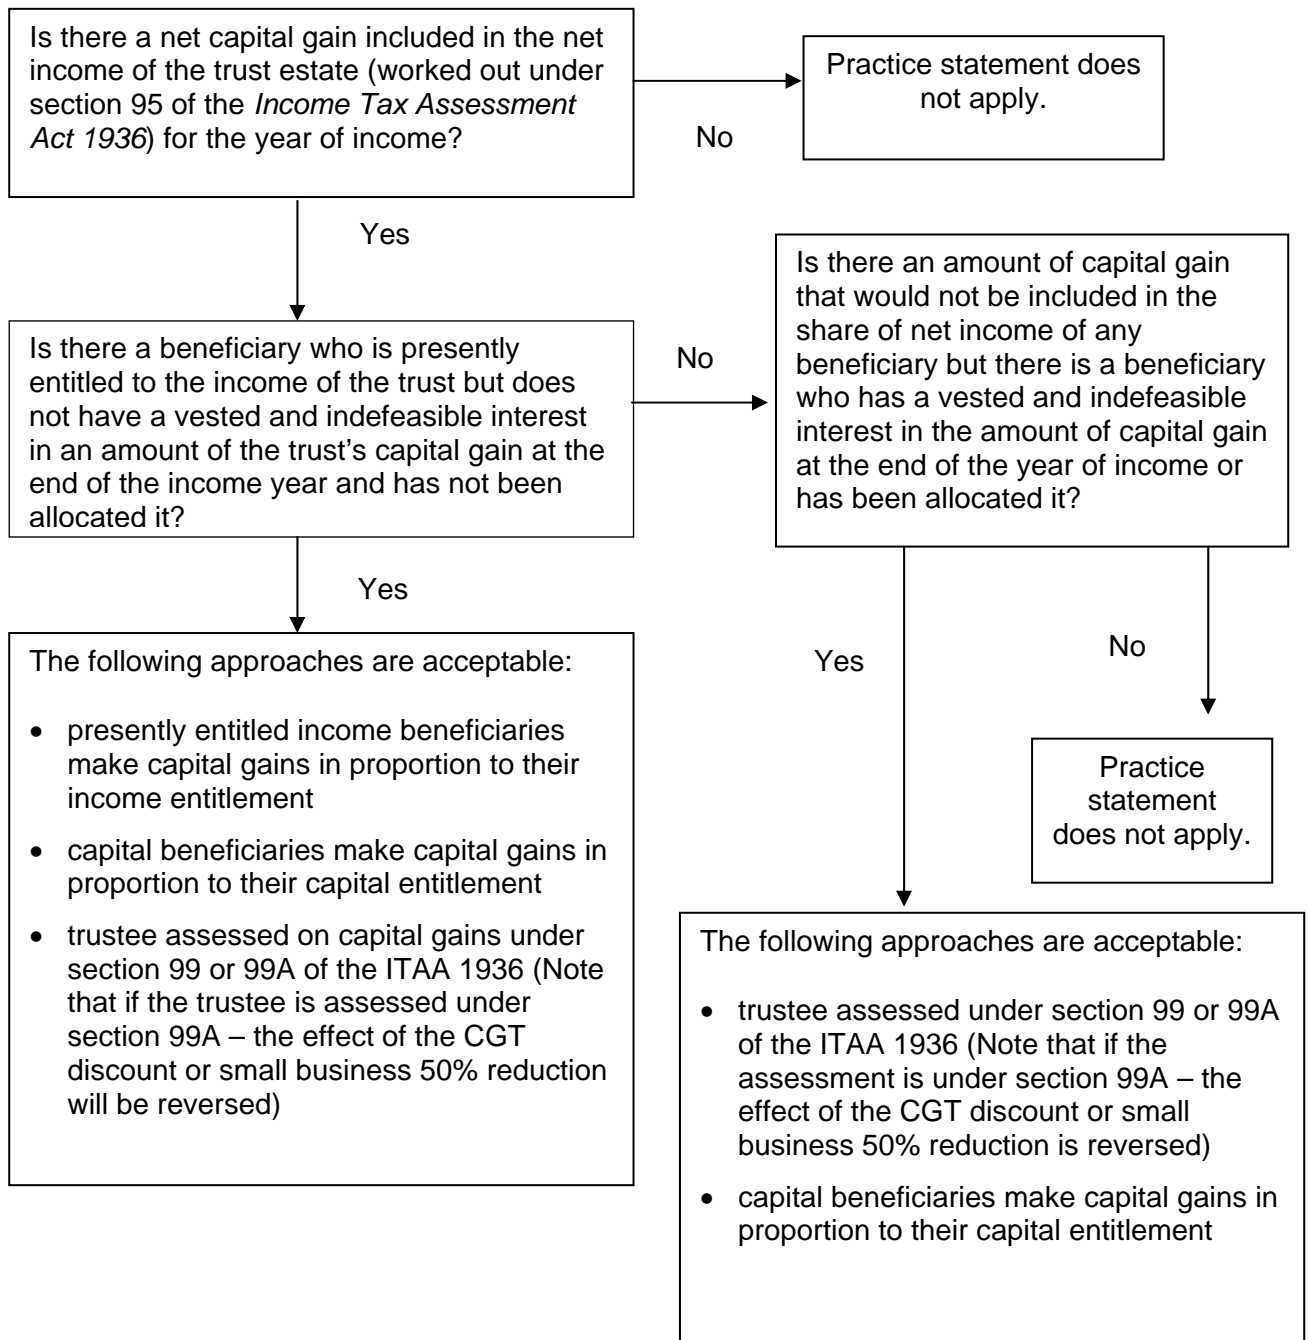 Is there a net capital gain included in the net
income of the trust estate (worked out under
section 95 of the Income Tax Assessment
Act 1936) for the year of income?
Practice statement does
not apply.
No
Yes
Is there a beneficiary who is presently
entitled to the income of the trust but does
not have a vested and indefeasible interest
in an amount of the trust’s capital gain at the
end of the income year and has not been
allocated it?
No
Is there an amount of capital gain
that would not be included in the
share of net income of any
beneficiary but there is a beneficiary
who has a vested and indefeasible
interest in the amount of capital gain
at the end of the year of income or
has been allocated it?
Yes
Yes
No
Practice
statement
does not apply.
The following approaches are acceptable:
• presently entitled income beneficiaries
make capital gains in proportion to their
income entitlement
• capital beneficiaries make capital gains in
proportion to their capital entitlement
• trustee assessed on capital gains under
section 99 or 99A of the ITAA 1936 (Note
that if the trustee is assessed under
section 99A – the effect of the CGT
discount or small business 50% reduction
will be reversed)
The following approaches are acceptable:
• trustee assessed under section 99 or 99A
of the ITAA 1936 (Note that if the
assessment is under section 99A – the
effect of the CGT discount or small
business 50% reduction is reversed)
• capital beneficiaries make capital gains in
proportion to their capital entitlement